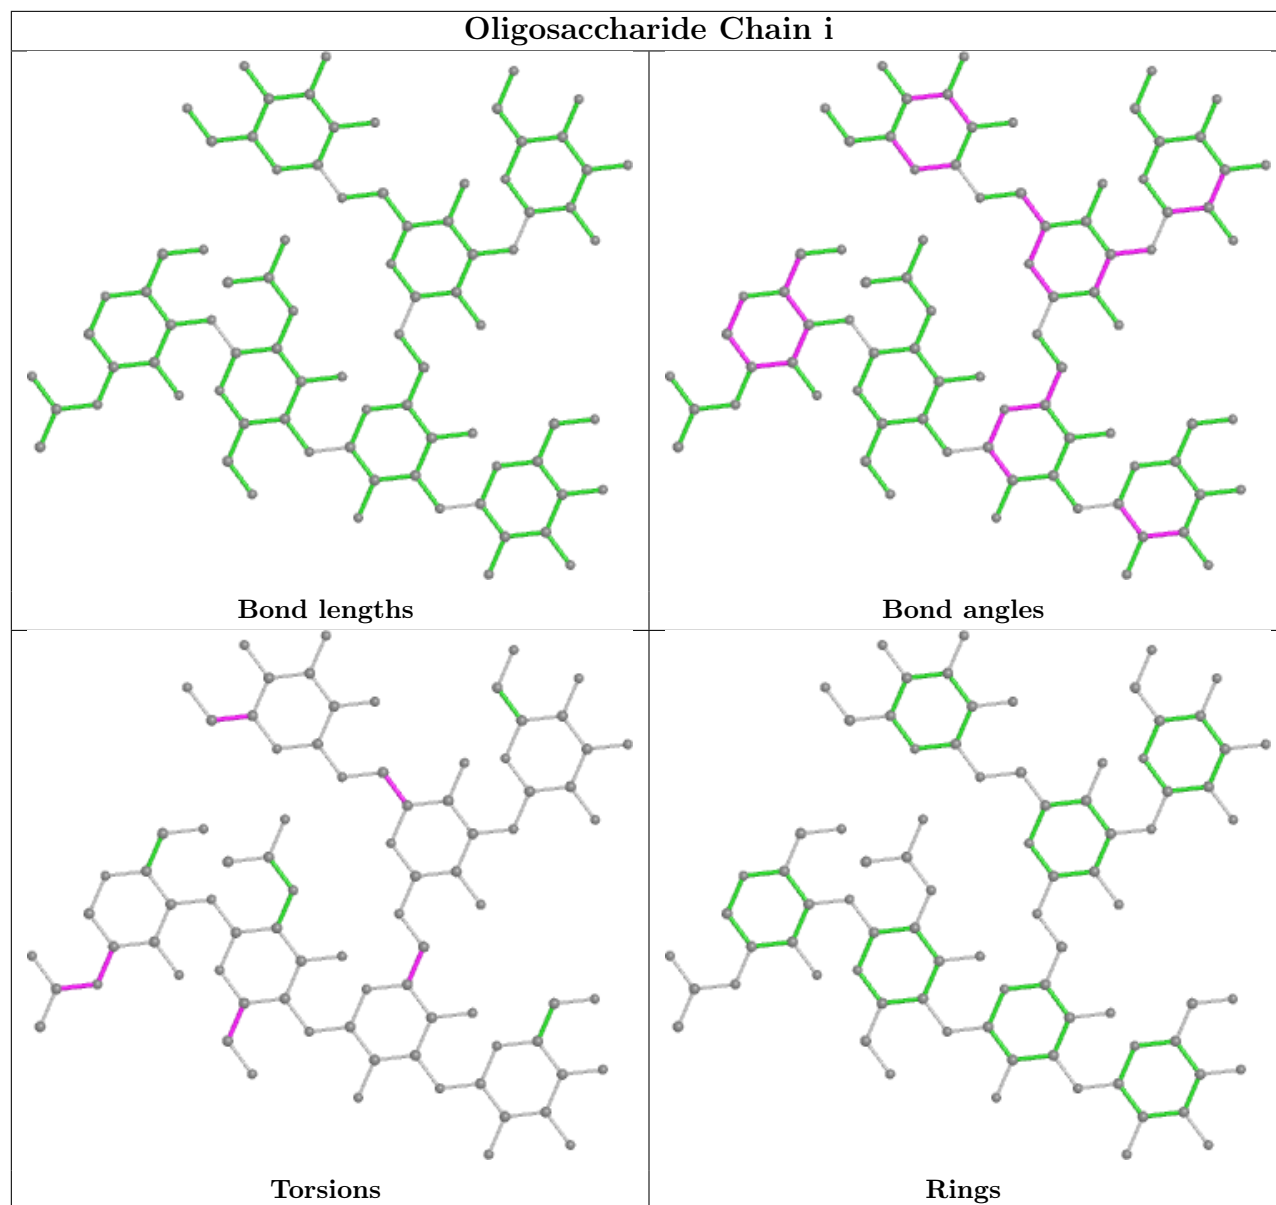 Oligosaccharide Chain i
Bond lengths
Bond angles
Torsions
Rings